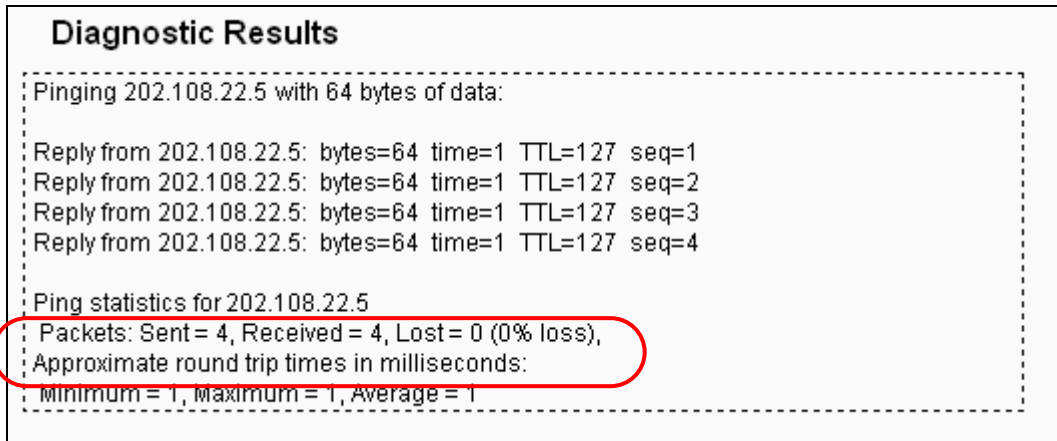 Diagnostic Results
Pinging 202.108.22.5 with 64 bytes of data:
Reply from 202.108.22.5: bytes=64 time=1 TTL=127 seq=1
Reply from 202.108.22.5: bytes=64 time=1 TTL=127 seq=2
Reply from 202.108.22.5: bytes=64 time=1 TTL=127 seq=3
Reply from 202.108.22.5: bytes=64 time=1 TTL=127 seq=4
Ping statistics for 202.108.22.5
Packets: Sent = 4, Received = 4, Lost = 0 (0% loss),
Approximate round trip times in milliseconds:
Minimum = 1, Maximum = 1, Average = 1